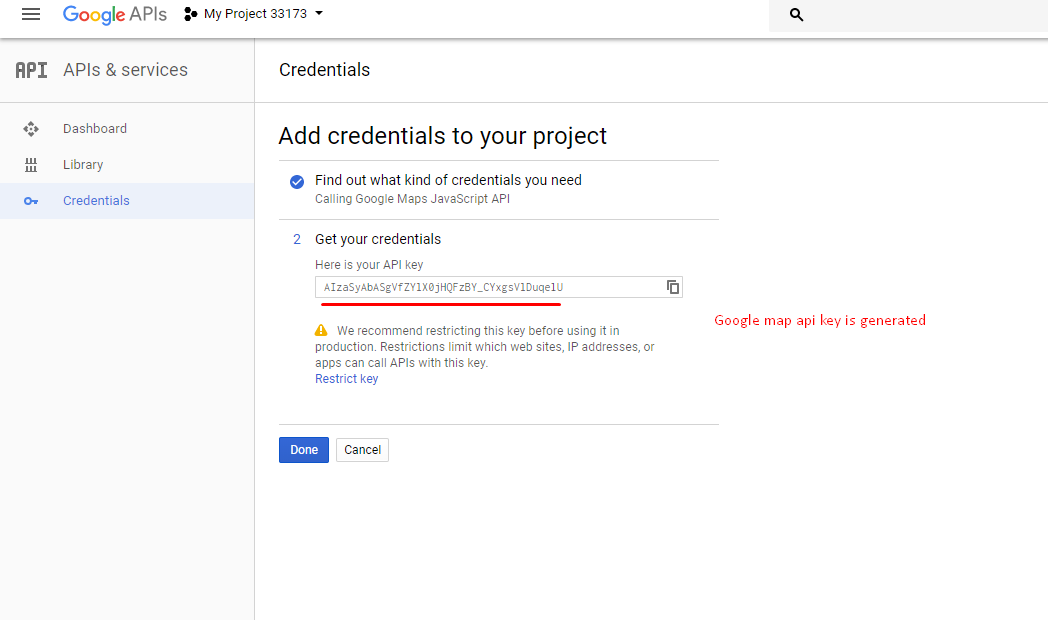 Google APIs
My Project 33173
API APIs & services
Credentials
Dashboard
Library
Credentials
Add credentials to your project
Find out what kind of credentials you need
Calling Google Maps JavaScript API
2 Get your credentials
Here is your API key
Google map api key is generated
We recommend restricting this key before using it in
production. Restrictions limit which web sites, IP addresses, or
apps can call APIs with this key.
Restrict key
Done
Cancel